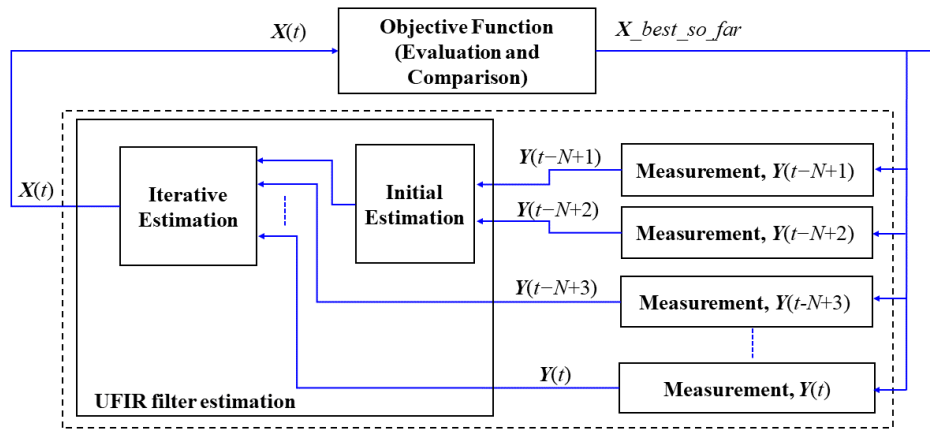 X(t)
Objective Function
(Evaluation and
Comparison)
X_best_so_far
X(t)
Iterative
Estimation
Initial
Estimation
Y(t−N+1)
Measurement, Y(t−N+1)
Y(t−N+2)
Measurement, Y(t−N+2)
Y(t−N+3)
Measurement, Y(t-N+3)
Y(t)
Measurement, Y(t)
UFIR filter estimation